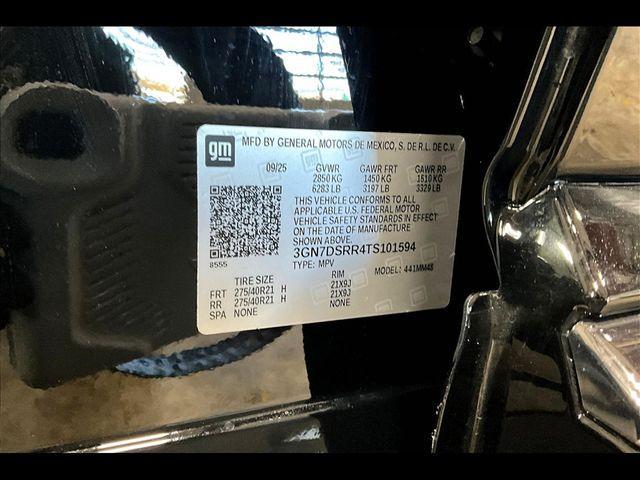 gm
MFD BY GENERAL MOTORS DE MEXICO, S. DE R.L. DE C.V.
09/25 GVWR GAWR FRT GAWR RR
2850 KG 1450 KG 1510 KG
6283 LB 3197 LB 3329 LB
THIS VEHICLE CONFORMS TO ALL
APPLICABLE U.S. FEDERAL MOTOR
VEHICLE SAFETY STANDARDS IN EFFECT
ON THE DATE OF MANUFACTURE
SHOWN ABOVE.
3GN7DSRR4TS101594
8555
TYPE: MPV MODEL: 441MM48
TIRE SIZE RIM
FRT 275/40R21 H 21X9J
RR 275/40R21 H 21X9J
SPA NONE NONE